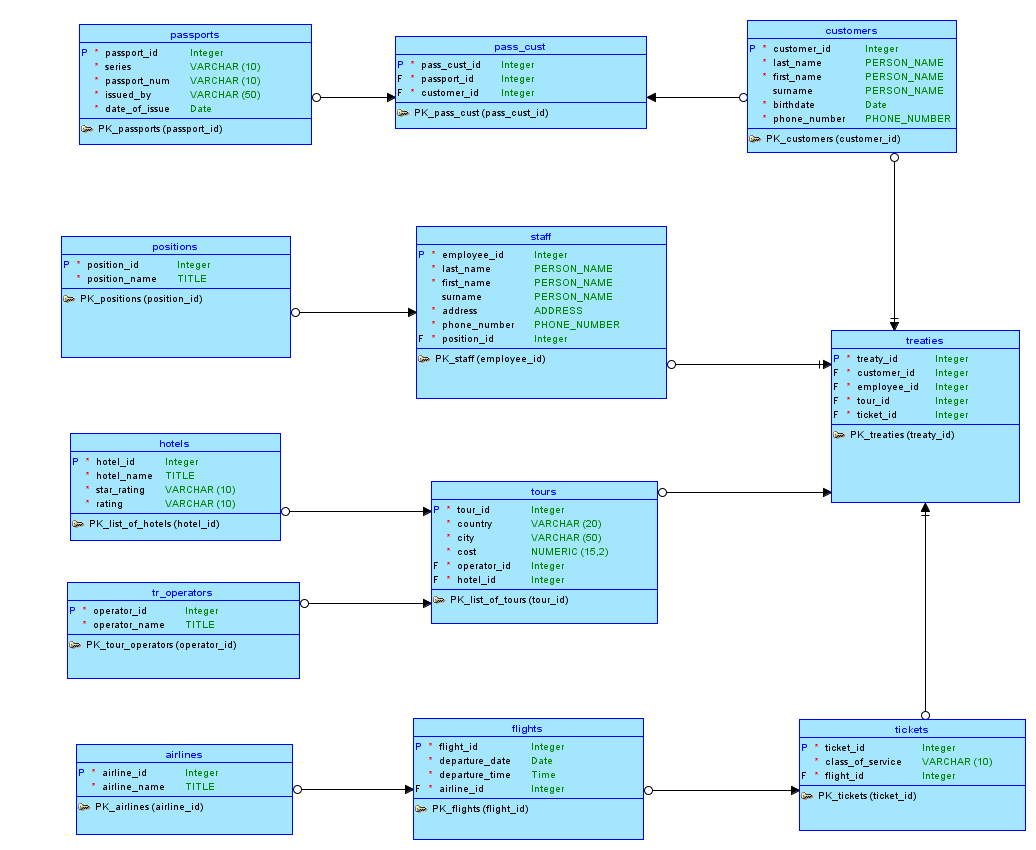 passports
P * passport_id Integer
* series VARCHAR (10)
* passport_num VARCHAR (10)
* issued_by VARCHAR (50)
* date_of_issue Date
PK_passports (passport_id)
pass_cust
P * pass_cust_id Integer
F * passport_id Integer
F * customer_id Integer
PK_pass_cust (pass_cust_id)
customers
P * customer_id Integer
* last_name PERSON_NAME
* first_name PERSON_NAME
surname PERSON_NAME
* birthdate Date
* phone_number PHONE_NUMBER
PK_customers (customer_id)
positions
P * position_id Integer
* position_name TITLE
PK_positions (position_id)
staff
P * employee_id Integer
* last_name PERSON_NAME
* first_name PERSON_NAME
surname PERSON_NAME
* address ADDRESS
* phone_number PHONE_NUMBER
F * position_id Integer
PK_staff (employee_id)
treaties
P * treaty_id Integer
F * customer_id Integer
F * employee_id Integer
F * tour_id Integer
F * ticket_id Integer
PK_treaties (treaty_id)
hotels
P * hotel_id Integer
* hotel_name TITLE
* star_rating VARCHAR (10)
* rating VARCHAR (10)
PK_list_of_hotels (hotel_id)
tours
P * tour_id Integer
* country VARCHAR (20)
* city VARCHAR (50)
* cost NUMERIC (15,2)
F * operator_id Integer
F * hotel_id Integer
PK_list_of_tours (tour_id)
tr_operators
P * operator_id Integer
* operator_name TITLE
PK_tour_operators (operator_id)
airlines
P * airline_id Integer
* airline_name TITLE
PK_airlines (airline_id)
flights
P * flight_id Integer
* departure_date Date
* departure_time Time
F * airline_id Integer
PK_flights (flight_id)
tickets
P * ticket_id Integer
* class_of_service VARCHAR (10)
F * flight_id Integer
PK_tickets (ticket_id)